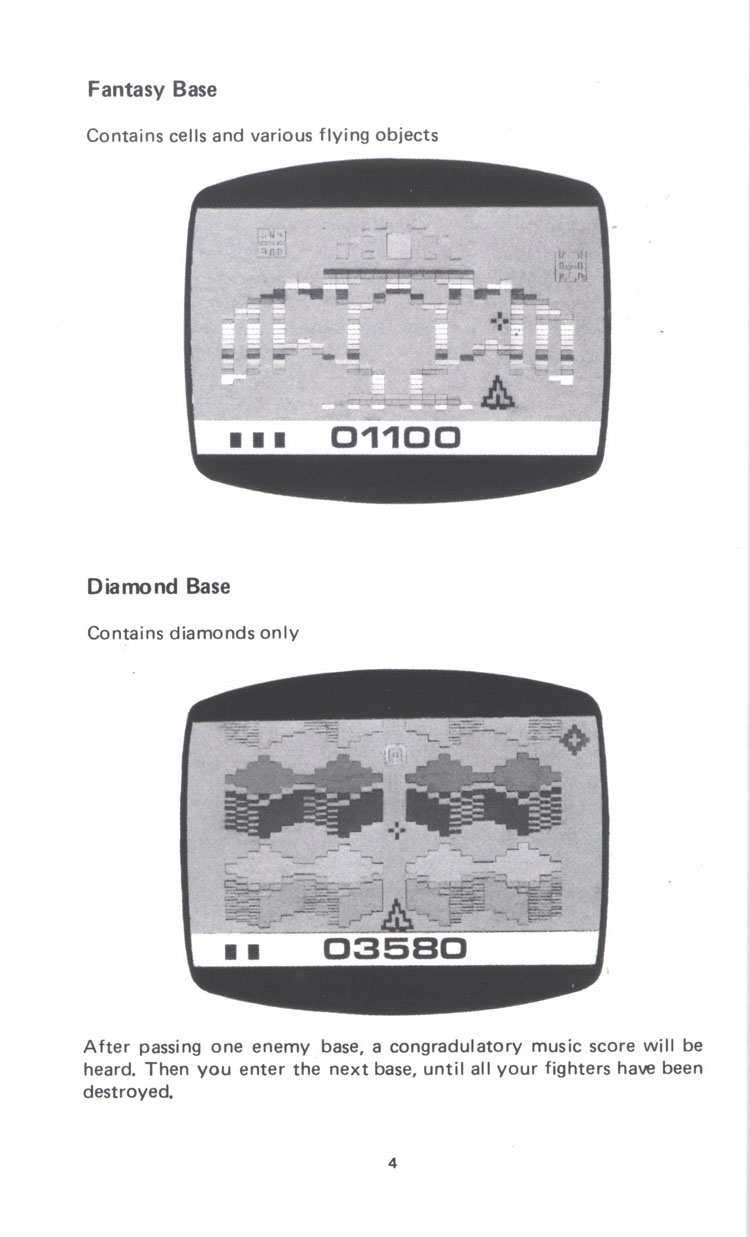 Fantasy Base
Contains cells and various flying objects
01100
Diamond Base
Contains diamonds only
03580
After passing one enemy base, a congradulatory music score will be
heard. Then you enter the next base, until all your fighters have been
destroyed.
4